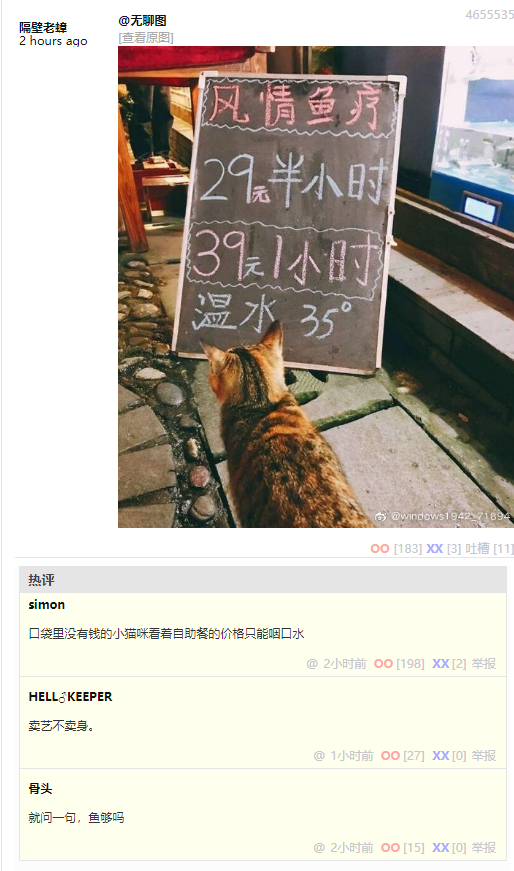 隔壁老蟑
2 hours ago
@无聊图
4655535
[查看原图]
风情鱼疗
29元半小时
39元1小时
温水 35°
@windows1942_71894
OO [183] XX [3] 吐槽 [11]
热评
simon
口袋里没有钱的小猫咪看着自助餐的价格只能咽口水
@ 2小时前 OO [198] XX [2] 举报
HELL♂KEEPER
卖艺不卖身。
@ 1小时前 OO [27] XX [0] 举报
骨头
就问一句，鱼够吗
@ 2小时前 OO [15] XX [0] 举报